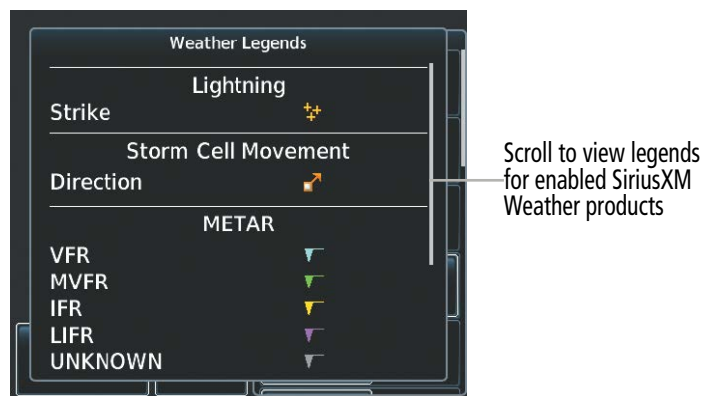 Weather Legends
Lightning
Strike
Storm Cell Movement
Direction
METAR
VFR
MVFR
IFR
LIFR
UNKNOWN
Scroll to view legends
for enabled SiriusXM
Weather products